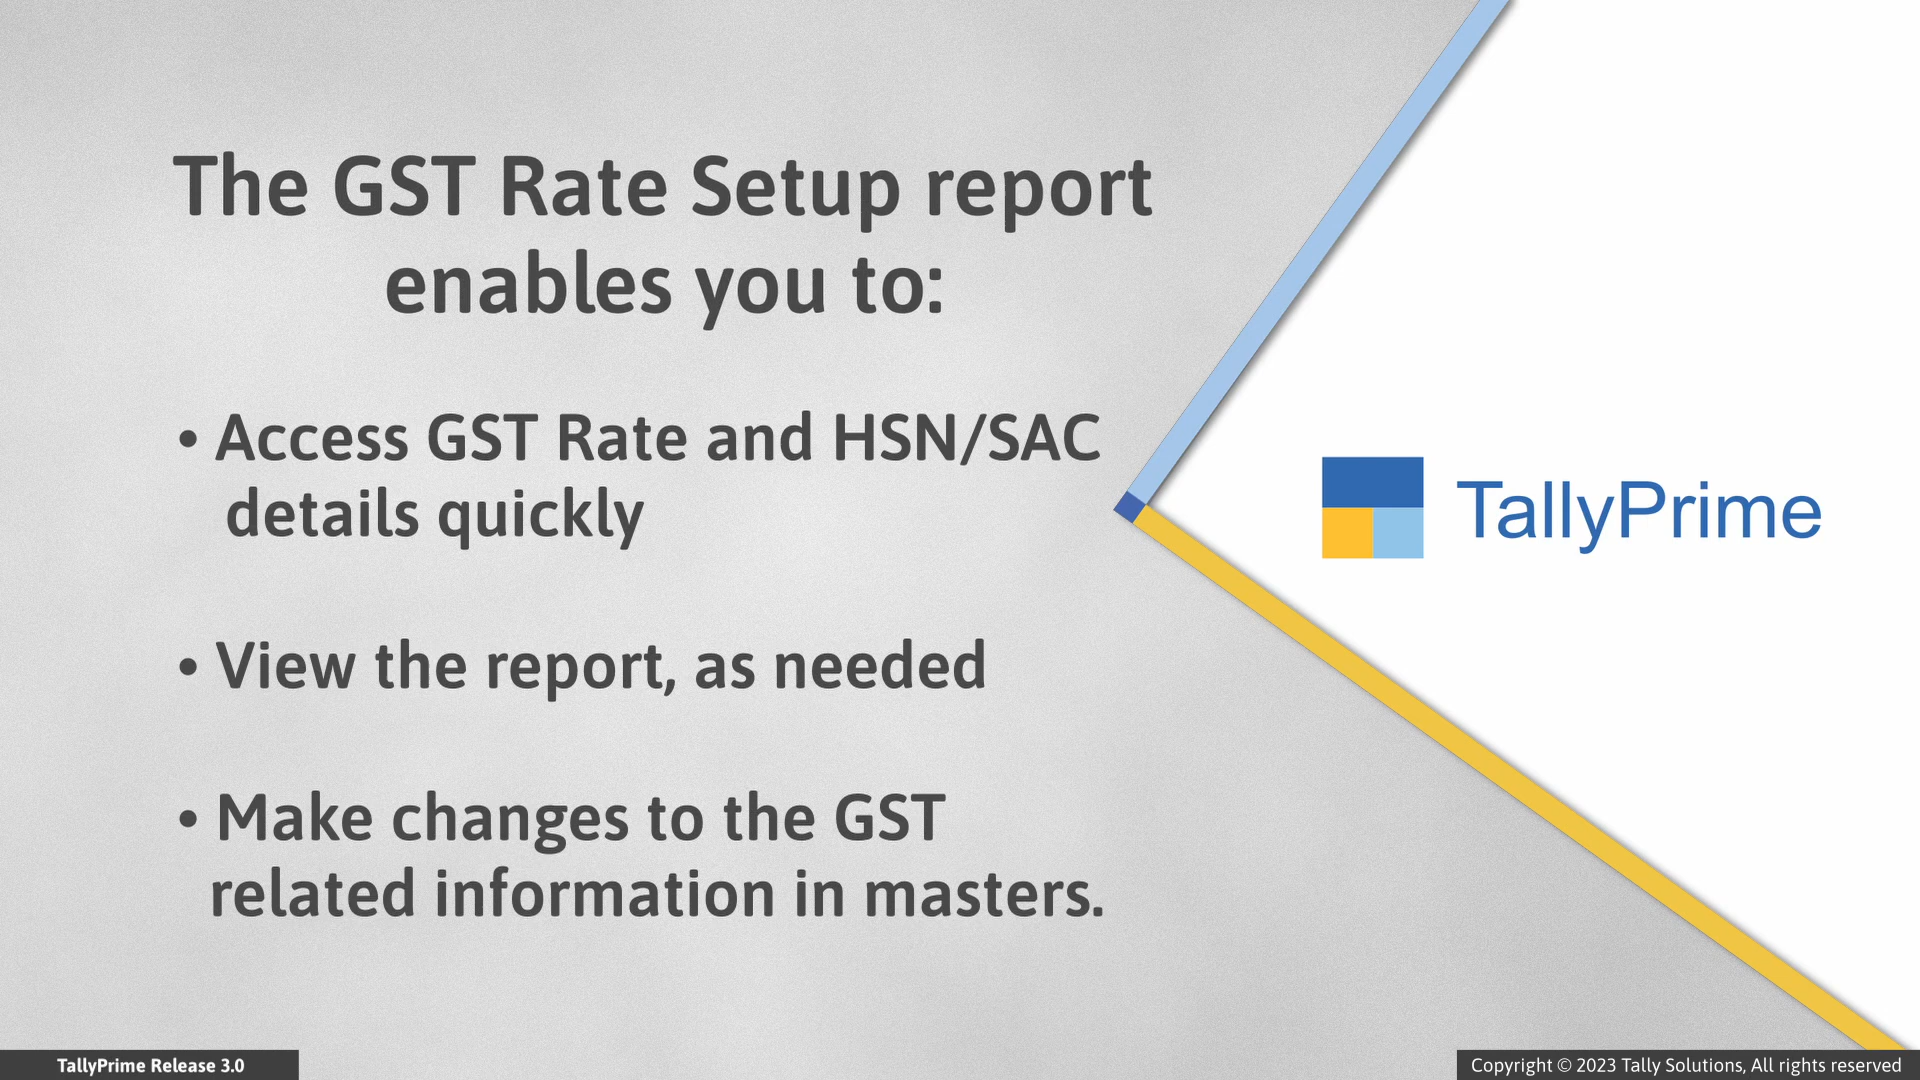 The GST Rate Setup report
enables you to:
• Access GST Rate and HSN/SAC
details quickly
• View the report, as needed
• Make changes to the GST
related information in masters.
TallyPrime
TallyPrime Release 3.0
Copyright © 2023 Tally Solutions, All rights reserved